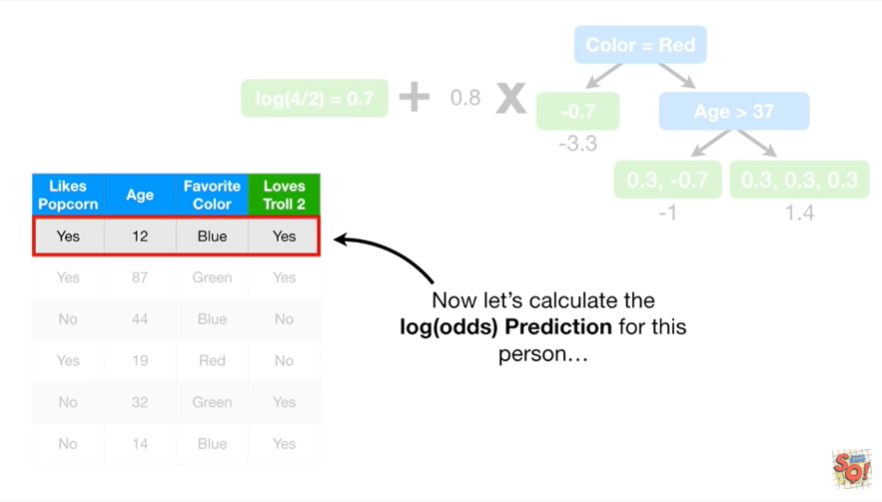 Color = Red
log(4/2) = 0.7 + 0.8 X -0.7 Age > 37
-3.3
0.3, -0.7 0.3, 0.3, 0.3
-1 1.4
Likes Popcorn Age Favorite Color Loves Troll 2
Yes 12 Blue Yes
Yes 87 Green Yes
No 44 Blue No
Yes 19 Red No
No 32 Green Yes
No 14 Blue Yes
Now let’s calculate the
log(odds) Prediction for this
person…
SQ!